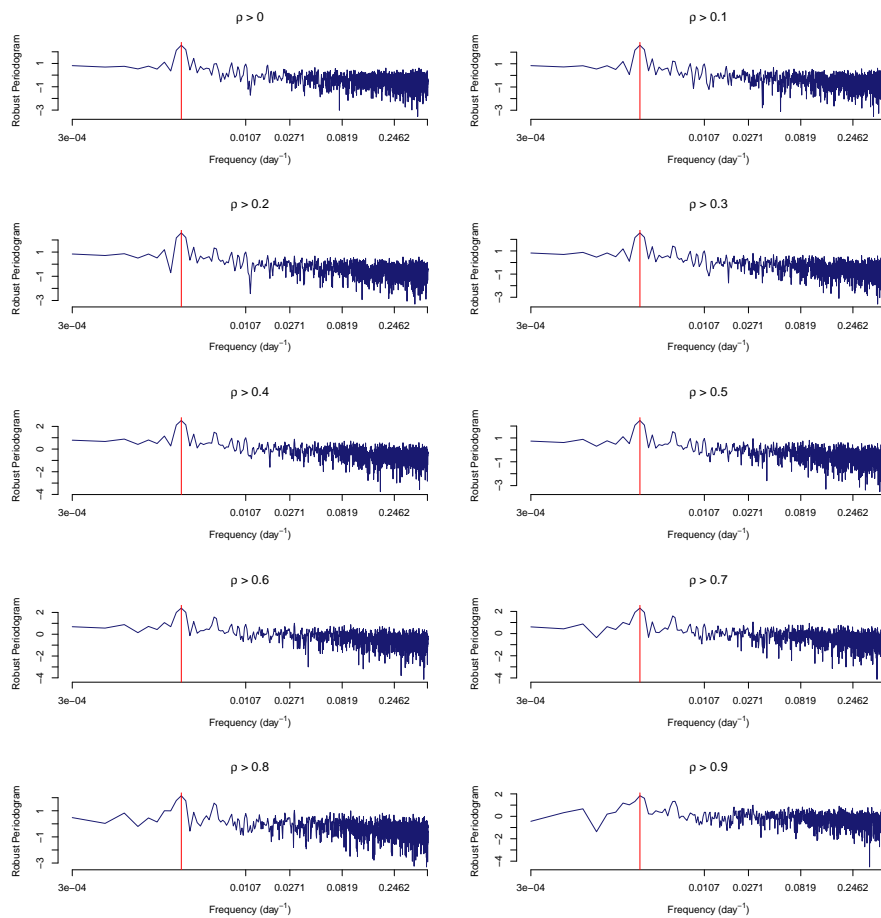 ρ > 0
Robust Periodogram
−3 −1 1
3e−04 0.0107 0.0271 0.0819 0.2462
Frequency (day⁻¹)
ρ > 0.1
Robust Periodogram
−3 −1 1
3e−04 0.0107 0.0271 0.0819 0.2462
Frequency (day⁻¹)
ρ > 0.2
Robust Periodogram
−3 −1 1
3e−04 0.0107 0.0271 0.0819 0.2462
Frequency (day⁻¹)
ρ > 0.3
Robust Periodogram
−3 −1 1
3e−04 0.0107 0.0271 0.0819 0.2462
Frequency (day⁻¹)
ρ > 0.4
Robust Periodogram
−4 −2 0 2
3e−04 0.0107 0.0271 0.0819 0.2462
Frequency (day⁻¹)
ρ > 0.5
Robust Periodogram
−3 −1 1
3e−04 0.0107 0.0271 0.0819 0.2462
Frequency (day⁻¹)
ρ > 0.6
Robust Periodogram
−4 −2 0 2
3e−04 0.0107 0.0271 0.0819 0.2462
Frequency (day⁻¹)
ρ > 0.7
Robust Periodogram
−4 −2 0 2
3e−04 0.0107 0.0271 0.0819 0.2462
Frequency (day⁻¹)
ρ > 0.8
Robust Periodogram
−3 −1 1
3e−04 0.0107 0.0271 0.0819 0.2462
Frequency (day⁻¹)
ρ > 0.9
Robust Periodogram
−4 −2 0 2
3e−04 0.0107 0.0271 0.0819 0.2462
Frequency (day⁻¹)